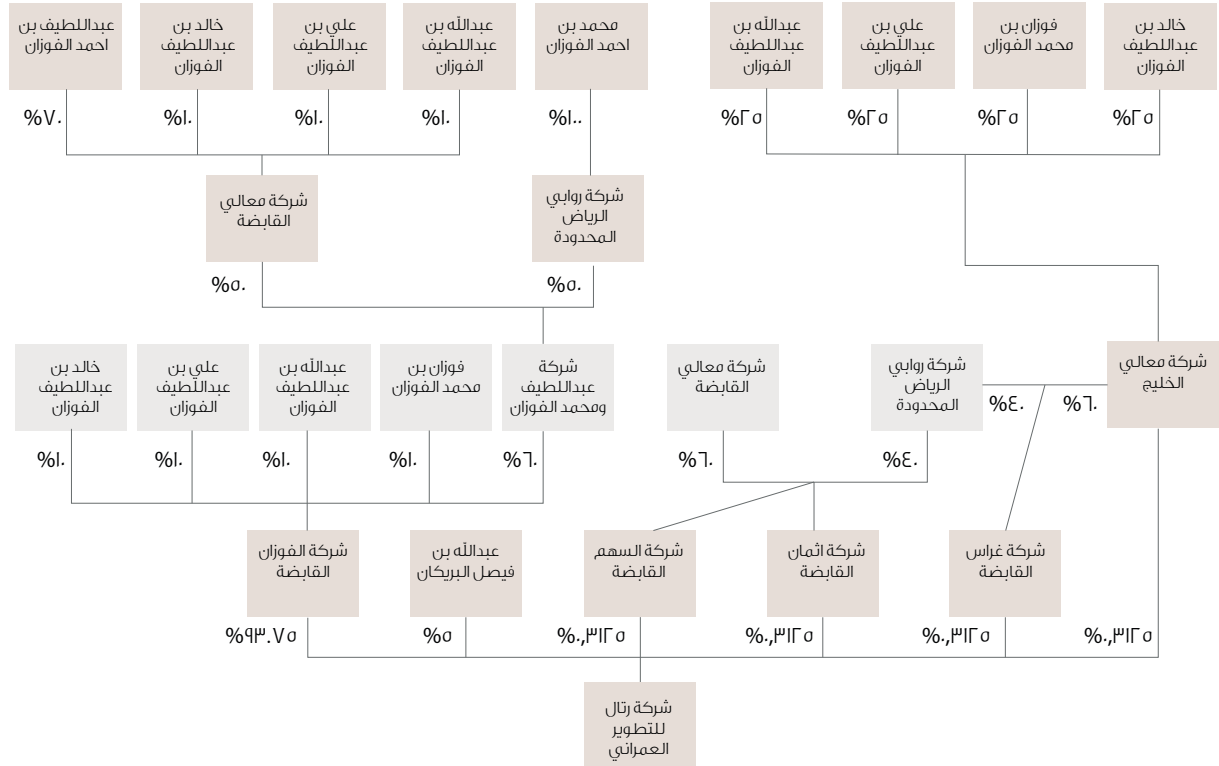 خالد بن
عبداللطيف
الفوزان
فوزان بن
محمد الفوزان
علي بن
عبداللطيف
الفوزان
عبدالله بن
عبداللطيف
الفوزان
محمد بن
احمد الفوزان
عبدالله بن
عبداللطيف
الفوزان
علي بن
عبداللطيف
الفوزان
خالد بن
عبداللطيف
الفوزان
عبداللطيف بن
احمد الفوزان
%٢٥
%٢٥
%٢٥
%٢٥
%١٠٠
%١٠
%١٠
%١٠
%٧٠
شركة روابي
الرياض
المحدودة
شركة معالي
القابضة
%٥٠
%٥٠
شركة معالي
الخليج
شركة روابي
الرياض
المحدودة
شركة معالي
القابضة
شركة
عبداللطيف
ومحمد الفوزان
فوزان بن
محمد الفوزان
عبدالله بن
عبداللطيف
الفوزان
علي بن
عبداللطيف
الفوزان
خالد بن
عبداللطيف
الفوزان
%٦٠
%٤٠
%٤٠
%٦٠
%٦٠
%١٠
%١٠
%١٠
%١٠
شركة غراس
القابضة
شركة اثمان
القابضة
شركة السهم
القابضة
عبدالله بن
فيصل البريكان
شركة الفوزان
القابضة
%٠,٣١٢٥
%٠,٣١٢٥
%٠,٣١٢٥
%٠,٣١٢٥
%٥
%٩٣.٧٥
شركة رتال
للتطوير
العمراني